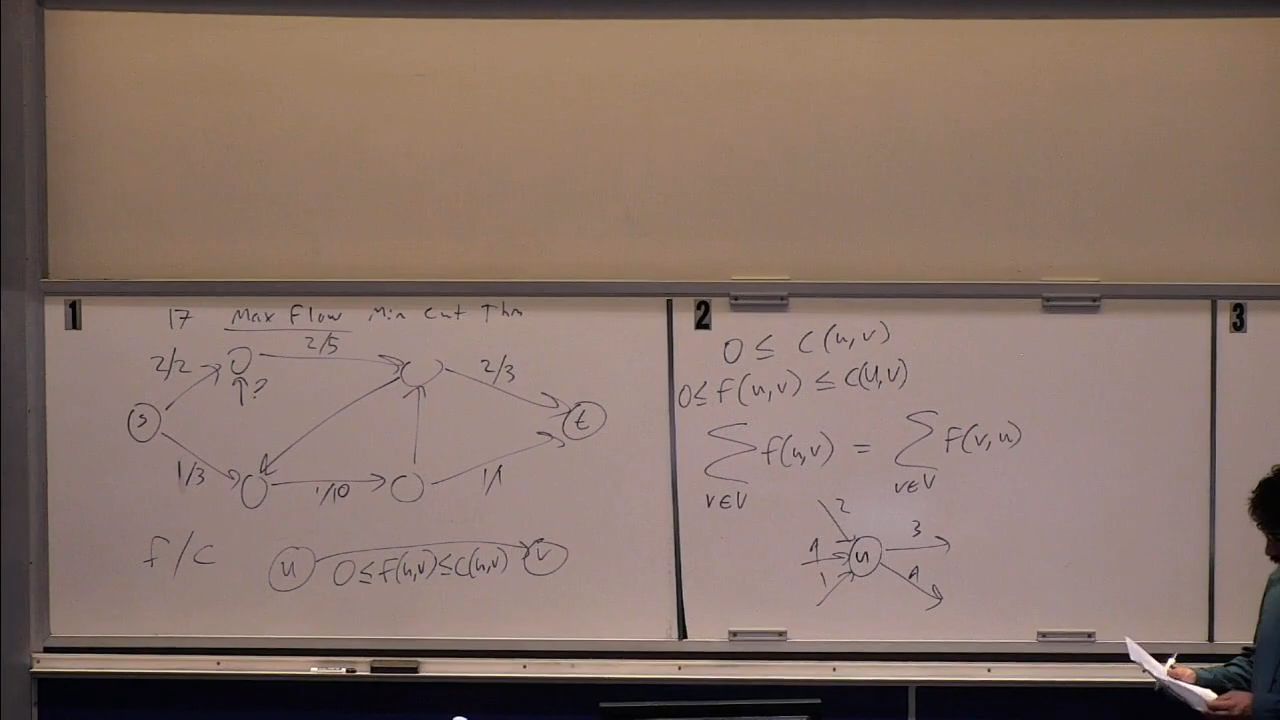 1
17 Max Flow Min Cut Thm
2/5
2/2
2/3
?
s
t
1/3
1/10
1/1
f/c
u 0≤f(u,v)≤c(u,v) v
2
0≤ c(u,v)
0≤f(u,v) ≤c(u,v)
∑ f(u,v) = ∑ f(v,u)
v∈V v∈V
2
3
4
u
1
4
3